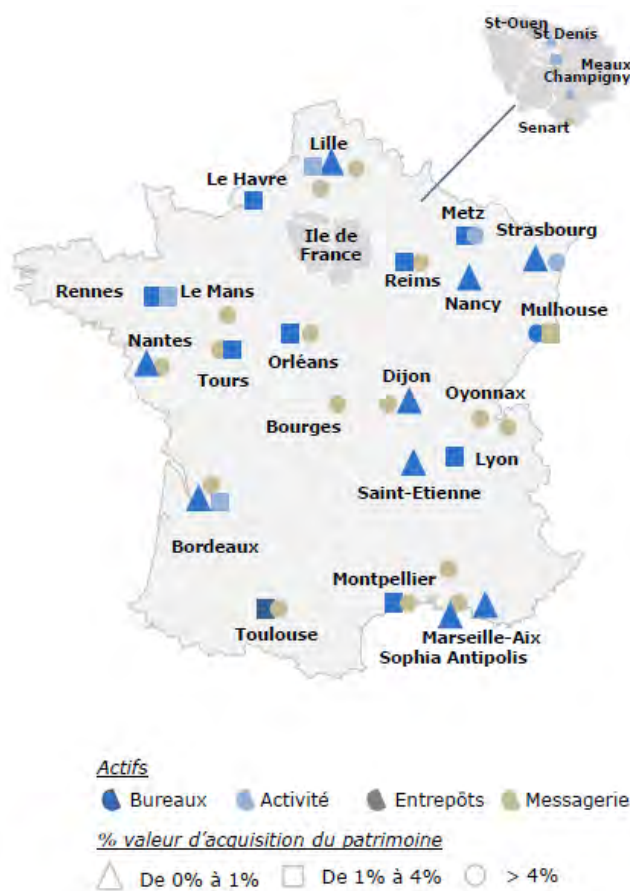 St-Ouen
St Denis
Meaux
Champigny
Senart
Lille
Le Havre
Metz
Strasbourg
Ile de
France
Reims
Nancy
Rennes
Le Mans
Mulhouse
Nantes
Orléans
Tours
Dijon
Oyonnax
Bourges
Lyon
Saint-Etienne
Bordeaux
Montpellier
Toulouse
Marseille-Aix
Sophia Antipolis
Actifs
Bureaux Activité Entrepôts Messagerie
% valeur d'acquisition du patrimoine
De 0% à 1% De 1% à 4% > 4%